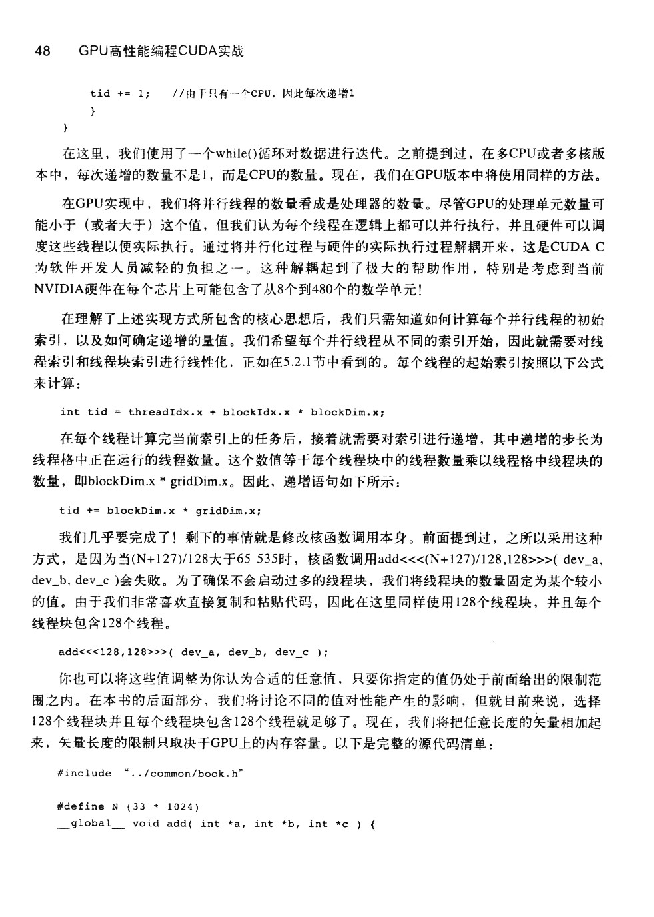 48 GPU高性能编程CUDA实战
tid += 1; //由于只有一个CPU，因此每次递增1
}
}
在这里，我们使用了一个while()循环对数据进行迭代。之前提到过，在多CPU或者多核版
本中，每次递增的数量不是1，而是CPU的数量。现在，我们在GPU版本中将使用同样的方法。
在GPU实现中，我们将并行线程的数量看成是处理器的数量。尽管GPU的处理单元数量可
能小于（或者大于）这个值，但我们认为每个线程在逻辑上都可以并行执行，并且硬件可以调
度这些线程以便实际执行。通过将并行化过程与硬件的实际执行过程解耦开来，这是CUDA C
为软件开发人员减轻的负担之一。这种解耦起到了极大的帮助作用，特别是考虑到当前
NVIDIA硬件在每个芯片上可能包含了从8个到480个的数学单元！
在理解了上述实现方式所包含的核心思想后，我们只需知道如何计算每个并行线程的初始
索引，以及如何确定递增的量值。我们希望每个并行线程从不同的索引开始，因此就需要对线
程索引和线程块索引进行线性化，正如在5.2.1节中看到的。每个线程的起始索引按照以下公式
来计算：
int tid = threadIdx.x + blockIdx.x * blockDim.x;
在每个线程计算完当前索引上的任务后，接着就需要对索引进行递增，其中递增的步长为
线程格中正在运行的线程数量。这个数值等于每个线程块中的线程数量乘以线程格中线程块的
数量，即blockDim.x * gridDim.x。因此，递增语句如下所示：
tid += blockDim.x * gridDim.x;
我们几乎要完成了！剩下的事情就是修改核函数调用本身。前面提到过，之所以采用这种
方式，是因为当(N+127)/128大于65 535时，核函数调用add<<<(N+127)/128,128>>>( dev_a,
dev_b, dev_c )会失败。为了确保不会启动过多的线程块，我们将线程块的数量固定为某个较小
的值。由于我们非常喜欢直接复制和粘贴代码，因此在这里同样使用128个线程块，并且每个
线程块包含128个线程。
add<<<128,128>>>( dev_a, dev_b, dev_c );
你也可以将这些值调整为你认为合适的任意值，只要你指定的值仍处于前面给出的限制范
围之内。在本书的后面部分，我们将讨论不同的值对性能产生的影响，但就目前来说，选择
128个线程块并且每个线程块包含128个线程就足够了。现在，我们将把任意长度的矢量相加起
来，矢量长度的限制只取决于GPU上的内存容量。以下是完整的源代码清单：
#include "../common/book.h"
#define N (33 * 1024)
__global__ void add( int *a, int *b, int *c ) {